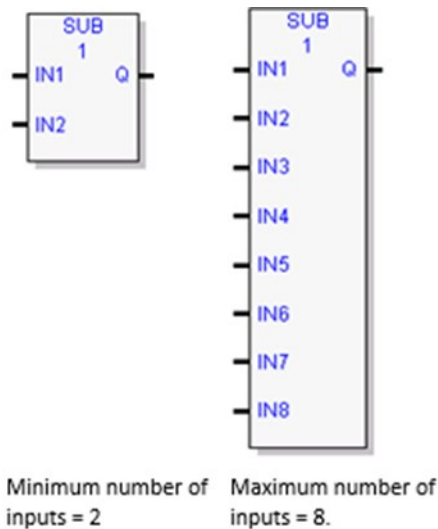 SUB
1
IN1 Q
IN2
SUB
1
IN1 Q
IN2
IN3
IN4
IN5
IN6
IN7
IN8
Minimum number of
inputs = 2
Maximum number of
inputs = 8.